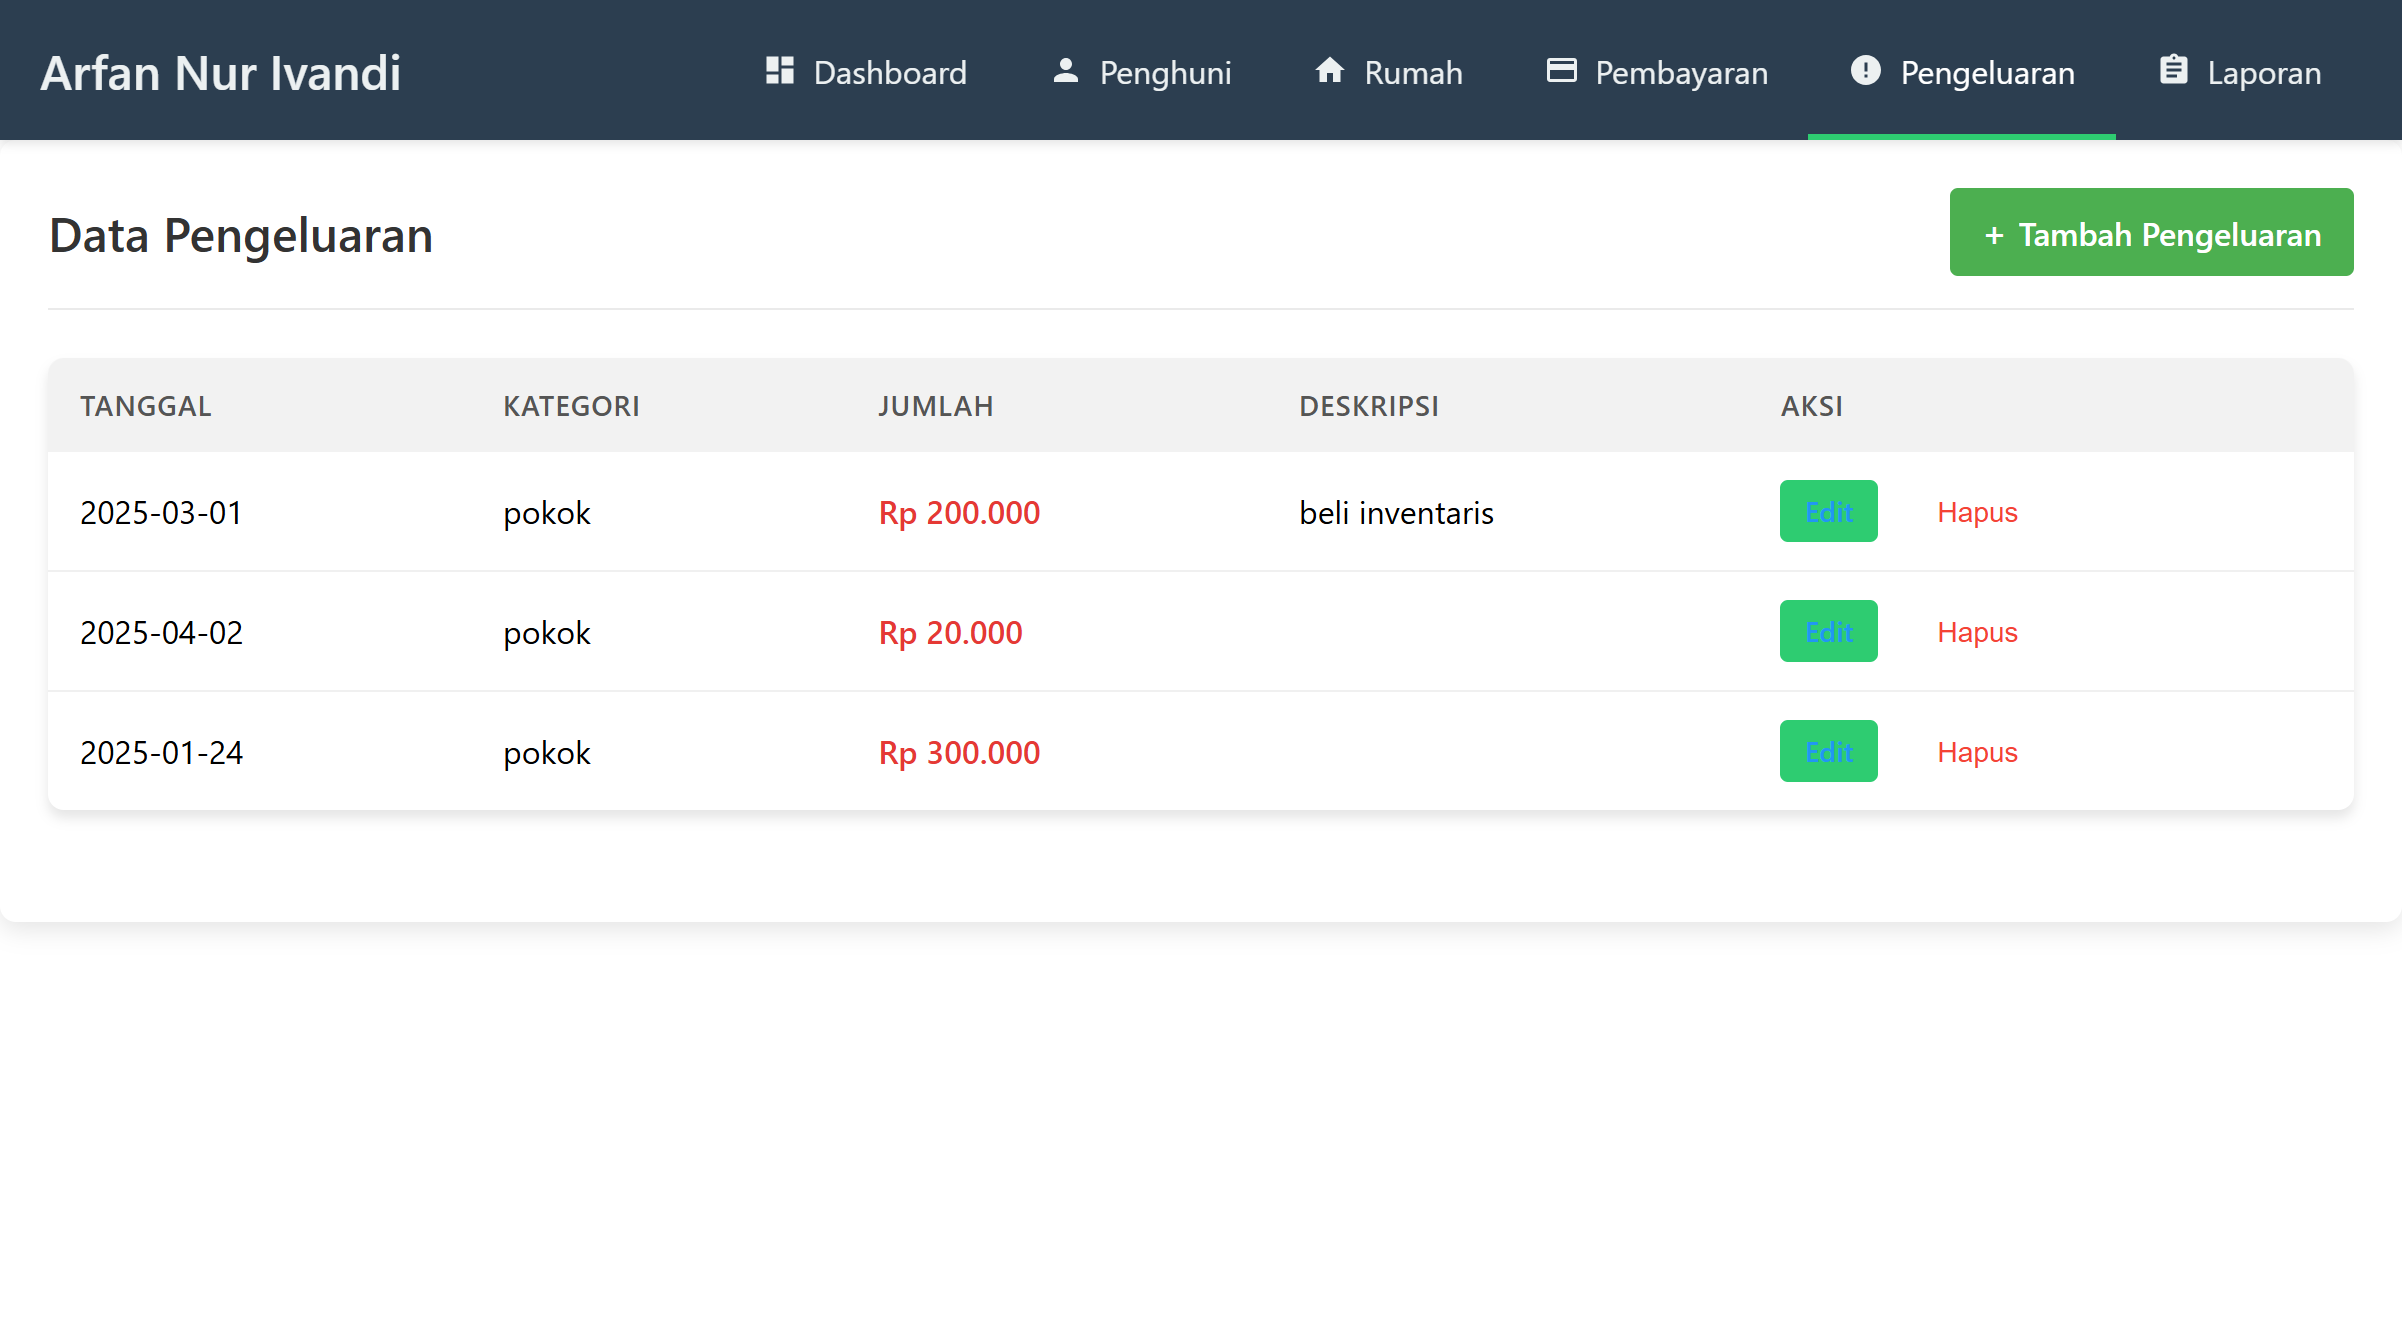 Arfan Nur Ivandi Dashboard Penghuni Rumah Pembayaran Pengeluaran Laporan
Data Pengeluaran + Tambah Pengeluaran
TANGGAL KATEGORI JUMLAH DESKRIPSI AKSI
2025-03-01 pokok Rp 200.000 beli inventaris Edit Hapus
2025-04-02 pokok Rp 20.000 Edit Hapus
2025-01-24 pokok Rp 300.000 Edit Hapus